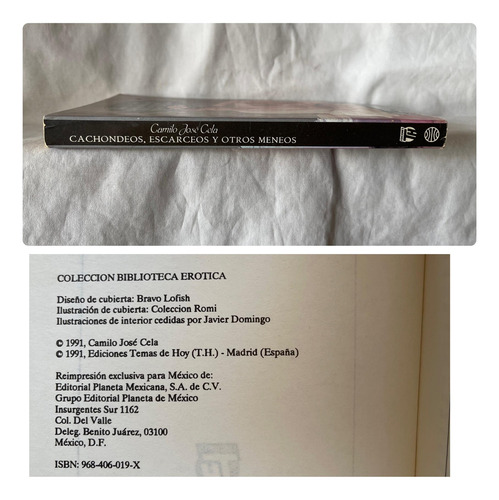 Camilo José Cela
CACHONDEOS, ESCARCEOS Y OTROS MENEOS
COLECCION BIBLIOTECA EROTICA
Diseño de cubierta: Bravo Lofish
Ilustración de cubierta: Coleccion Romi
Ilustraciones de interior cedidas por Javier Domingo
© 1991, Camilo José Cela
© 1991, Ediciones Temas de Hoy (T.H.) - Madrid (España)
Reimpresión exclusiva para México de:
Editorial Planeta Mexicana, S.A. de C.V.
Grupo Editorial Planeta de México
Insurgentes Sur 1162
Col. Del Valle
Deleg. Benito Juárez, 03100
México, D.F.
ISBN: 968-406-019-X